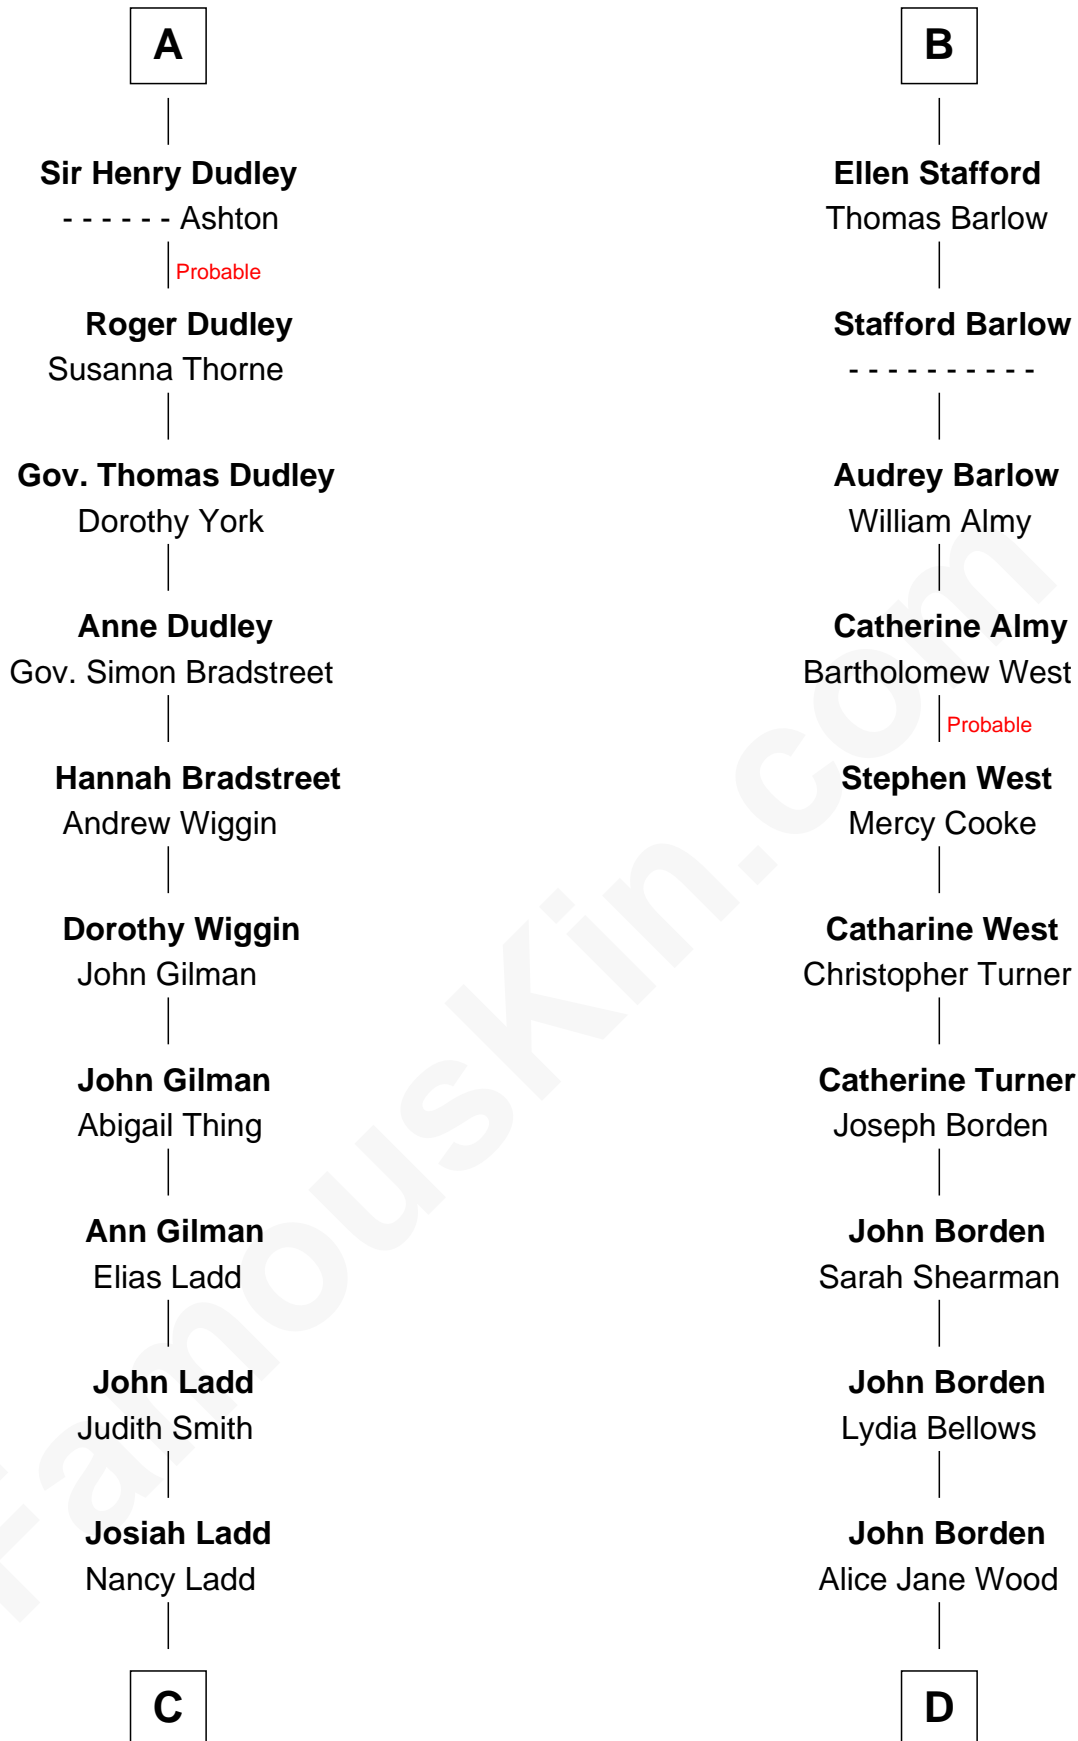 A
Sir Henry Dudley
- - - - - - Ashton
Probable
Roger Dudley
Susanna Thorne
Gov. Thomas Dudley
Dorothy York
Anne Dudley
Gov. Simon Bradstreet
Hannah Bradstreet
Andrew Wiggin
Dorothy Wiggin
John Gilman
John Gilman
Abigail Thing
Ann Gilman
Elias Ladd
John Ladd
Judith Smith
Josiah Ladd
Nancy Ladd
C
B
Ellen Stafford
Thomas Barlow
Stafford Barlow
- - - - - - - - - -
Audrey Barlow
William Almy
Catherine Almy
Bartholomew West
Probable
Stephen West
Mercy Cooke
Catharine West
Christopher Turner
Catherine Turner
Joseph Borden
John Borden
Sarah Shearman
John Borden
Lydia Bellows
John Borden
Alice Jane Wood
D
FamousKin.com